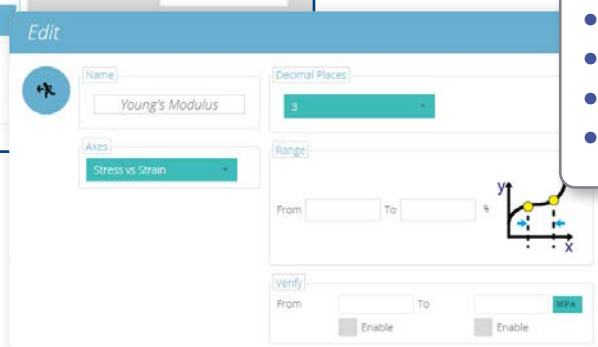 Edit
Name
Young's Modulus
Decimal Places
3
Axes
Stress vs Strain
Range
From
To
%
y
x
Verify
From
To
MPa
Enable
Enable